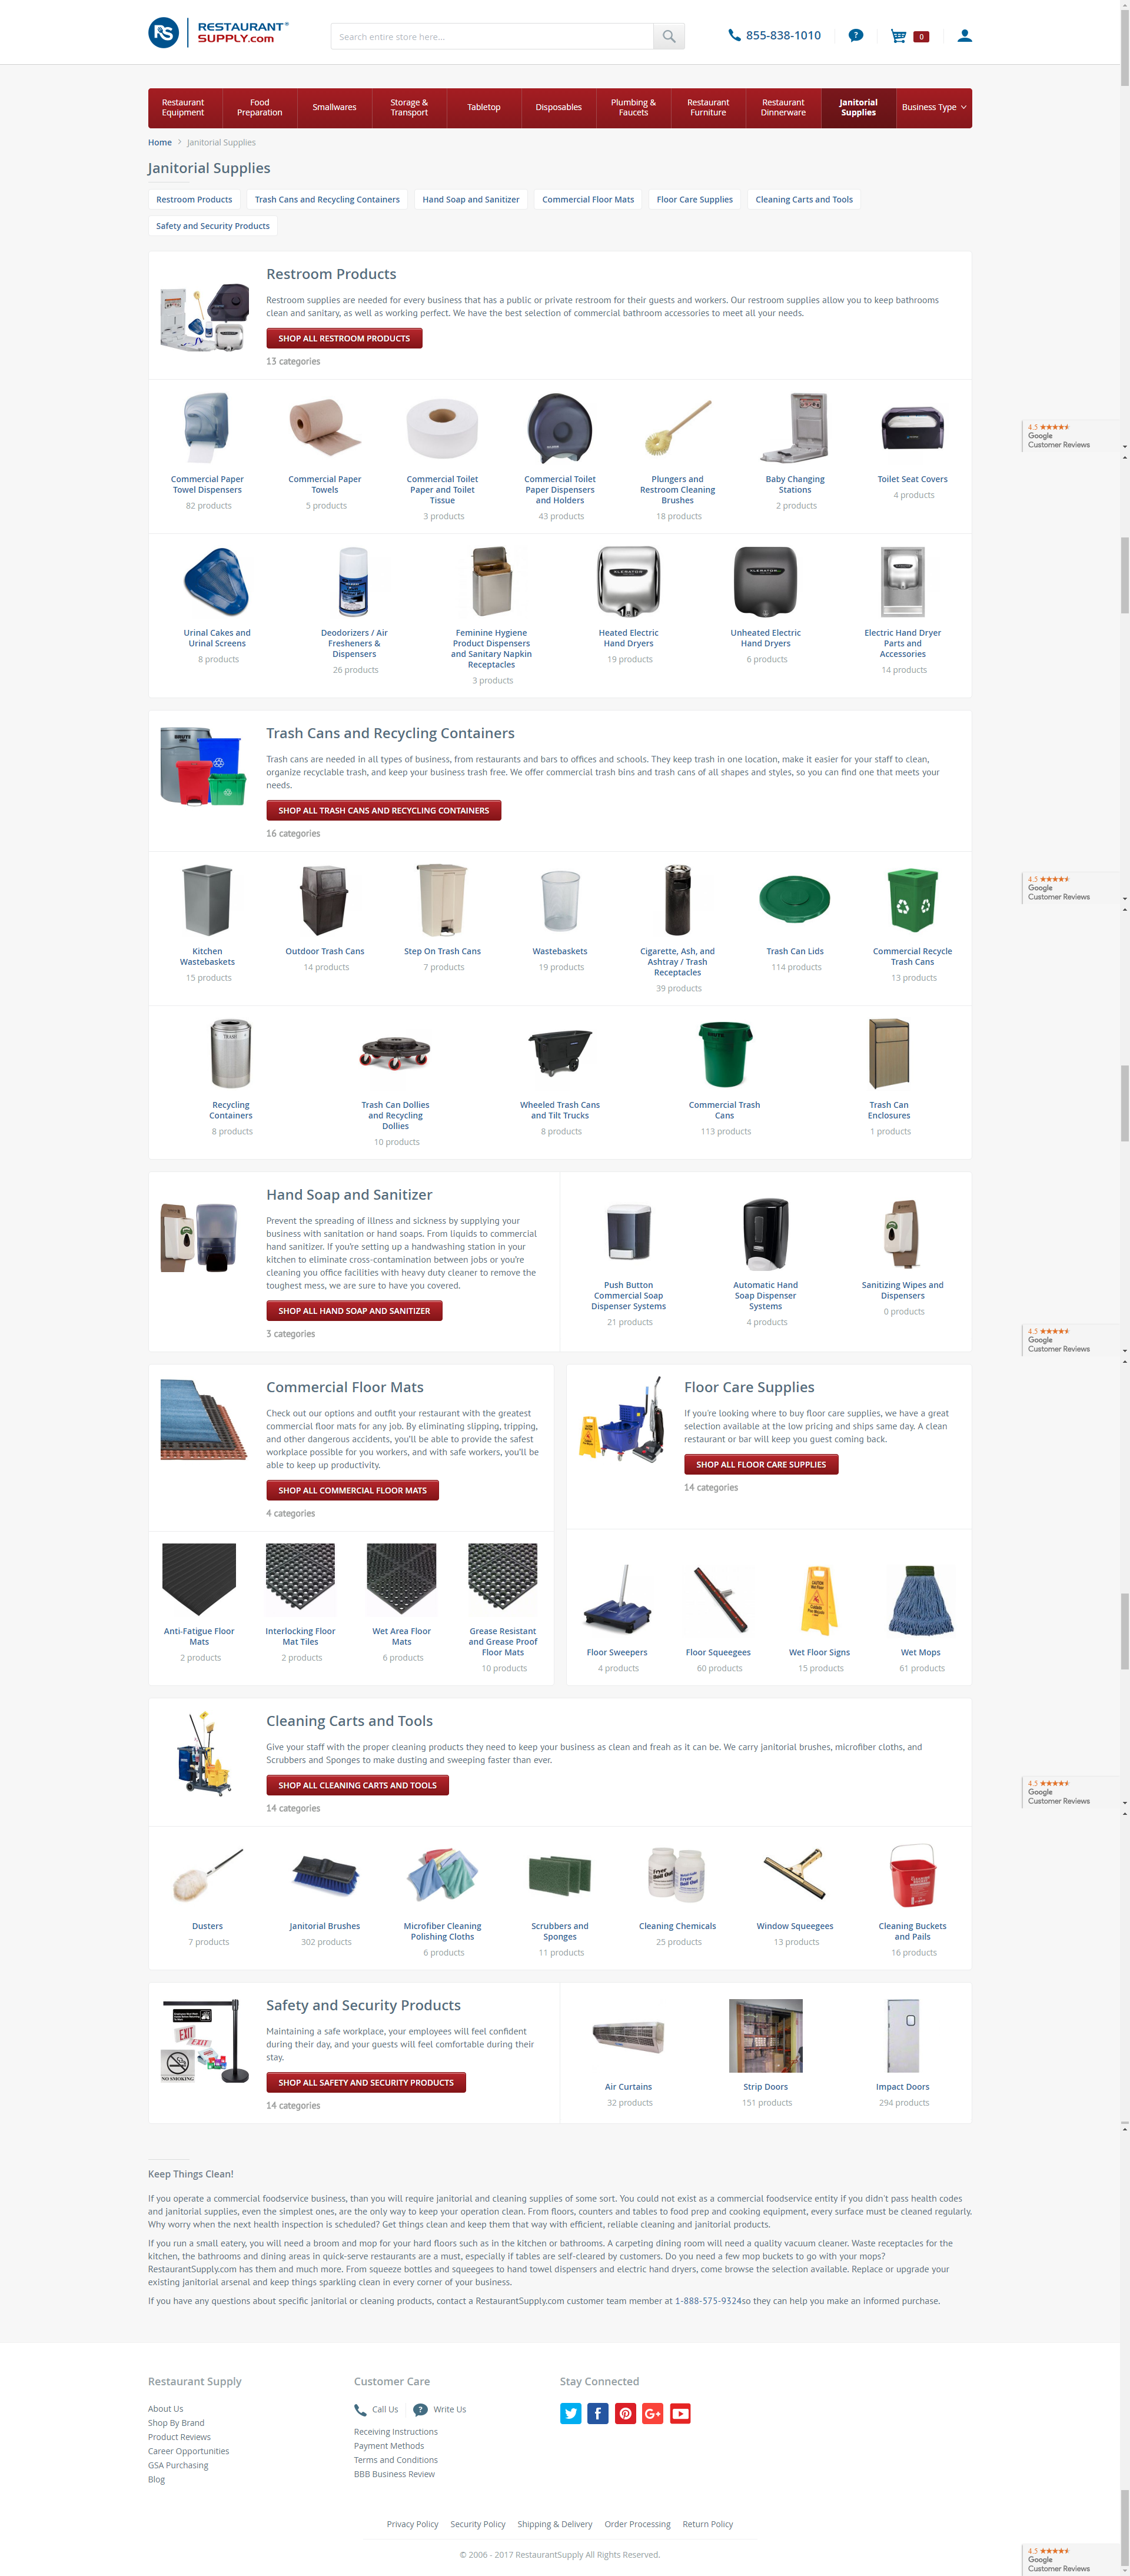 RS
RESTAURANT®
SUPPLY.com
Search entire store here...
855-838-1010
?
0
Restaurant
Equipment
Food
Preparation
Smallwares
Storage &
Transport
Tabletop
Disposables
Plumbing &
Faucets
Restaurant
Furniture
Restaurant
Dinnerware
Janitorial
Supplies
Business Type
Home > Janitorial Supplies
Janitorial Supplies
Restroom Products
Trash Cans and Recycling Containers
Hand Soap and Sanitizer
Commercial Floor Mats
Floor Care Supplies
Cleaning Carts and Tools
Safety and Security Products
Restroom Products
Restroom supplies are needed for every business that has a public or private restroom for their guests and workers. Our restroom supplies allow you to keep bathrooms
clean and sanitary, as well as working perfect. We have the best selection of commercial bathroom accessories to meet all your needs.
SHOP ALL RESTROOM PRODUCTS
13 categories
Commercial Paper
Towel Dispensers
82 products
Commercial Paper
Towels
5 products
Commercial Toilet
Paper and Toilet
Tissue
3 products
Commercial Toilet
Paper Dispensers
and Holders
43 products
Plungers and
Restroom Cleaning
Brushes
18 products
Baby Changing
Stations
2 products
Toilet Seat Covers
4 products
4.5 ★★★★★
Google
Customer Reviews
Urinal Cakes and
Urinal Screens
8 products
Deodorizers / Air
Fresheners &
Dispensers
26 products
Feminine Hygiene
Product Dispensers
and Sanitary Napkin
Receptacles
3 products
XLERATOR
Heated Electric
Hand Dryers
19 products
XLERATOR
Unheated Electric
Hand Dryers
6 products
Electric Hand Dryer
Parts and
Accessories
14 products
BRUTE
Trash Cans and Recycling Containers
Trash cans are needed in all types of business, from restaurants and bars to offices and schools. They keep trash in one location, make it easier for your staff to clean,
organize recyclable trash, and keep your business trash free. We offer commercial trash bins and trash cans of all shapes and styles, so you can find one that meets your
needs.
SHOP ALL TRASH CANS AND RECYCLING CONTAINERS
16 categories
Kitchen
Wastebaskets
15 products
Outdoor Trash Cans
14 products
Step On Trash Cans
7 products
Wastebaskets
19 products
Cigarette, Ash, and
Ashtray / Trash
Receptacles
39 products
Trash Can Lids
114 products
Commercial Recycle
Trash Cans
13 products
4.5 ★★★★★
Google
Customer Reviews
TRASH
Recycling
Containers
8 products
Trash Can Dollies
and Recycling
Dollies
10 products
Wheeled Trash Cans
and Tilt Trucks
8 products
BRUTE
Commercial Trash
Cans
113 products
Trash Can
Enclosures
1 products
Hand Soap and Sanitizer
Prevent the spreading of illness and sickness by supplying your
business with sanitation or hand soaps. From liquids to commercial
hand sanitizer. If you're setting up a handwashing station in your
kitchen to eliminate cross-contamination between jobs or you're
cleaning you office facilities with heavy duty cleaner to remove the
toughest mess, we are sure to have you covered.
SHOP ALL HAND SOAP AND SANITIZER
3 categories
Push Button
Commercial Soap
Dispenser Systems
21 products
Automatic Hand
Soap Dispenser
Systems
4 products
Sanitizing Wipes and
Dispensers
0 products
4.5 ★★★★★
Google
Customer Reviews
Commercial Floor Mats
Check out our options and outfit your restaurant with the greatest
commercial floor mats for any job. By eliminating slipping, tripping,
and other dangerous accidents, you'll be able to provide the safest
workplace possible for you workers, and with safe workers, you'll be
able to keep up productivity.
SHOP ALL COMMERCIAL FLOOR MATS
4 categories
Anti-Fatigue Floor
Mats
2 products
Interlocking Floor
Mat Tiles
2 products
Wet Area Floor
Mats
6 products
Grease Resistant
and Grease Proof
Floor Mats
10 products
Floor Care Supplies
If you're looking where to buy floor care supplies, we have a great
selection available at the low pricing and ships same day. A clean
restaurant or bar will keep you guest coming back.
SHOP ALL FLOOR CARE SUPPLIES
14 categories
Floor Sweepers
4 products
Floor Squeegees
60 products
CAUTION
Wet Floor Signs
15 products
Wet Mops
61 products
Cleaning Carts and Tools
Give your staff with the proper cleaning products they need to keep your business as clean and freah as it can be. We carry janitorial brushes, microfiber cloths, and
Scrubbers and Sponges to make dusting and sweeping faster than ever.
SHOP ALL CLEANING CARTS AND TOOLS
14 categories
4.5 ★★★★★
Google
Customer Reviews
Dusters
7 products
Janitorial Brushes
302 products
Microfiber Cleaning
Polishing Cloths
6 products
Scrubbers and
Sponges
11 products
Fryer
Boil Out
Fryer
Boil Out
Cleaning Chemicals
25 products
Window Squeegees
13 products
Cleaning Buckets
and Pails
16 products
EXIT
EXIT
NO SMOKING
Safety and Security Products
Maintaining a safe workplace, your employees will feel confident
during their day, and your guests will feel comfortable during their
stay.
SHOP ALL SAFETY AND SECURITY PRODUCTS
14 categories
Air Curtains
32 products
Strip Doors
151 products
Impact Doors
294 products
Keep Things Clean!
If you operate a commercial foodservice business, than you will require janitorial and cleaning supplies of some sort. You could not exist as a commercial foodservice entity if you didn't pass health codes
and janitorial supplies, even the simplest ones, are the only way to keep your operation clean. From floors, counters and tables to food prep and cooking equipment, every surface must be cleaned regularly.
Why worry when the next health inspection is scheduled? Get things clean and keep them that way with efficient, reliable cleaning and janitorial products.
If you run a small eatery, you will need a broom and mop for your hard floors such as in the kitchen or bathrooms. A carpeting dining room will need a quality vacuum cleaner. Waste receptacles for the
kitchen, the bathrooms and dining areas in quick-serve restaurants are a must, especially if tables are self-cleared by customers. Do you need a few mop buckets to go with your mops?
RestaurantSupply.com has them and much more. From squeeze bottles and squeegees to hand towel dispensers and electric hand dryers, come browse the selection available. Replace or upgrade your
existing janitorial arsenal and keep things sparkling clean in every corner of your business.
If you have any questions about specific janitorial or cleaning products, contact a RestaurantSupply.com customer team member at 1-888-575-9324so they can help you make an informed purchase.
Restaurant Supply
About Us
Shop By Brand
Product Reviews
Career Opportunities
GSA Purchasing
Blog
Customer Care
Call Us
? Write Us
Receiving Instructions
Payment Methods
Terms and Conditions
BBB Business Review
Stay Connected
f
G+
Privacy Policy
Security Policy
Shipping & Delivery
Order Processing
Return Policy
© 2006 - 2017 RestaurantSupply All Rights Reserved.
4.5 ★★★★★
Google
Customer Reviews